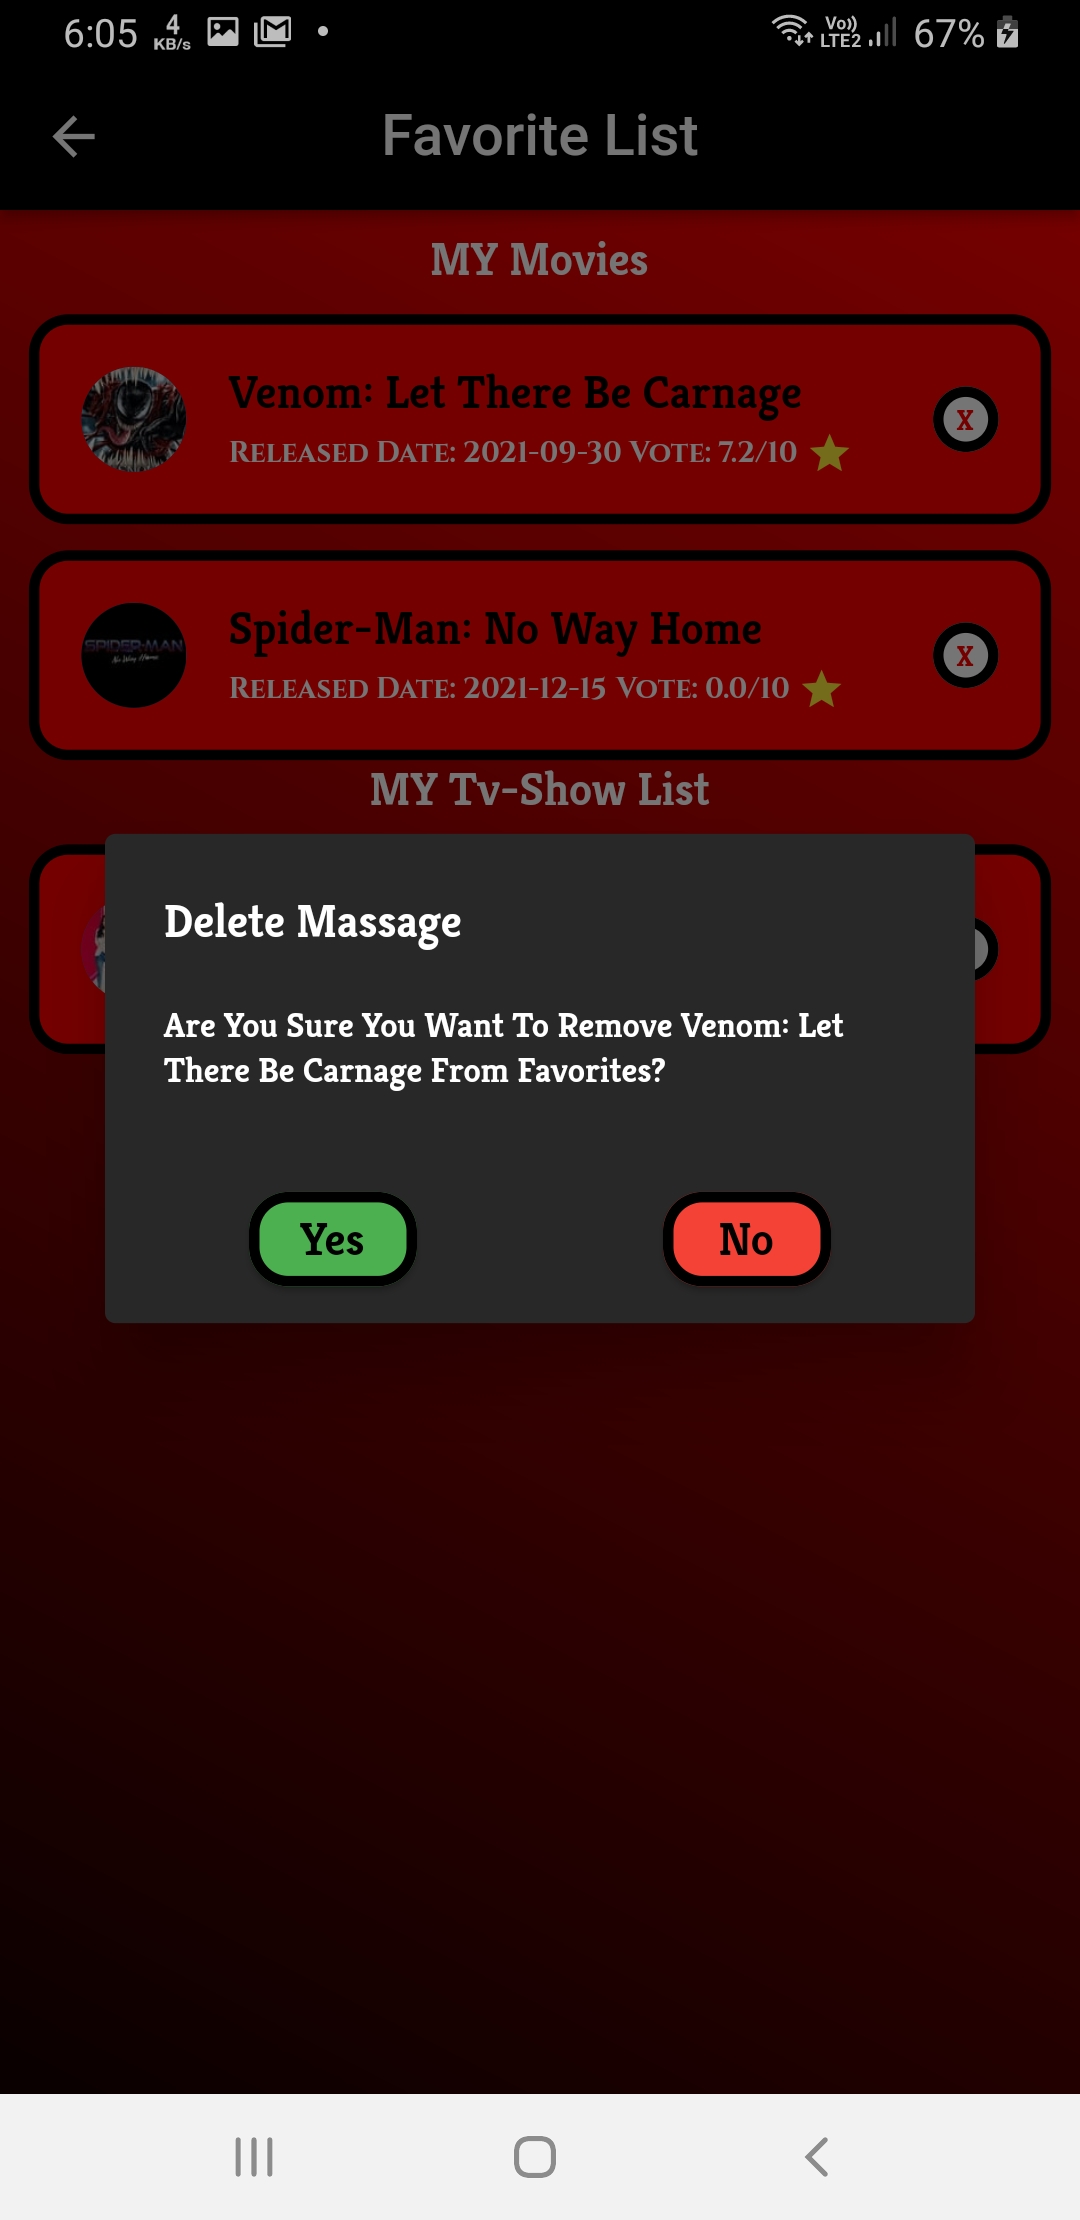 6:05 4 KB/s Vo)) LTE2 67%
Favorite List
MY Movies
Venom: Let There Be Carnage
Released Date: 2021-09-30 Vote: 7.2/10
X
Spider-Man: No Way Home
Released Date: 2021-12-15 Vote: 0.0/10
X
SPIDER-MAN
No Way Home
MY Tv-Show List
Delete Massage
Are You Sure You Want To Remove Venom: Let
There Be Carnage From Favorites?
Yes No